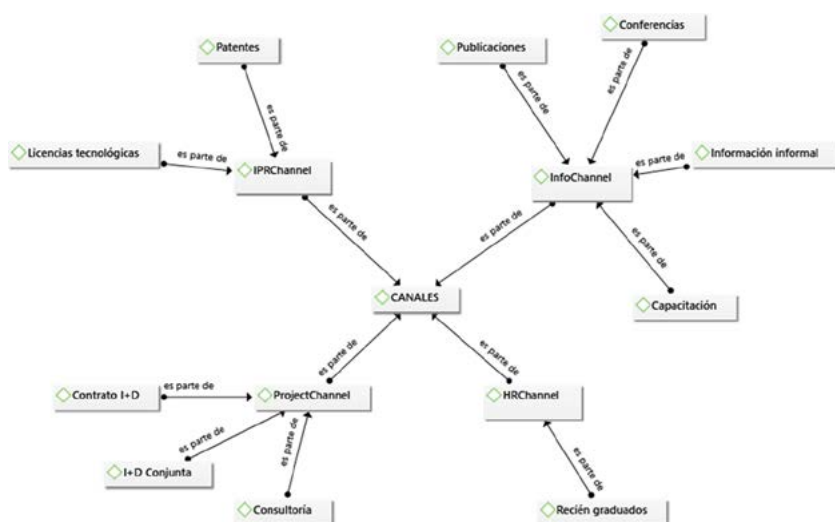 Conferencias
Patentes
Publicaciones
es parte de
es parte de
es parte de
Licencias tecnológicas
es parte de
IPRChannel
es parte de
Información informal
InfoChannel
es parte de
es parte de
es parte de
CANALES
Capacitación
es parte de
es parte de
Contrato I+D
es parte de
ProjectChannel
HRChannel
es parte de
es parte de
es parte de
I+D Conjunta
Consultoría
Recién graduados